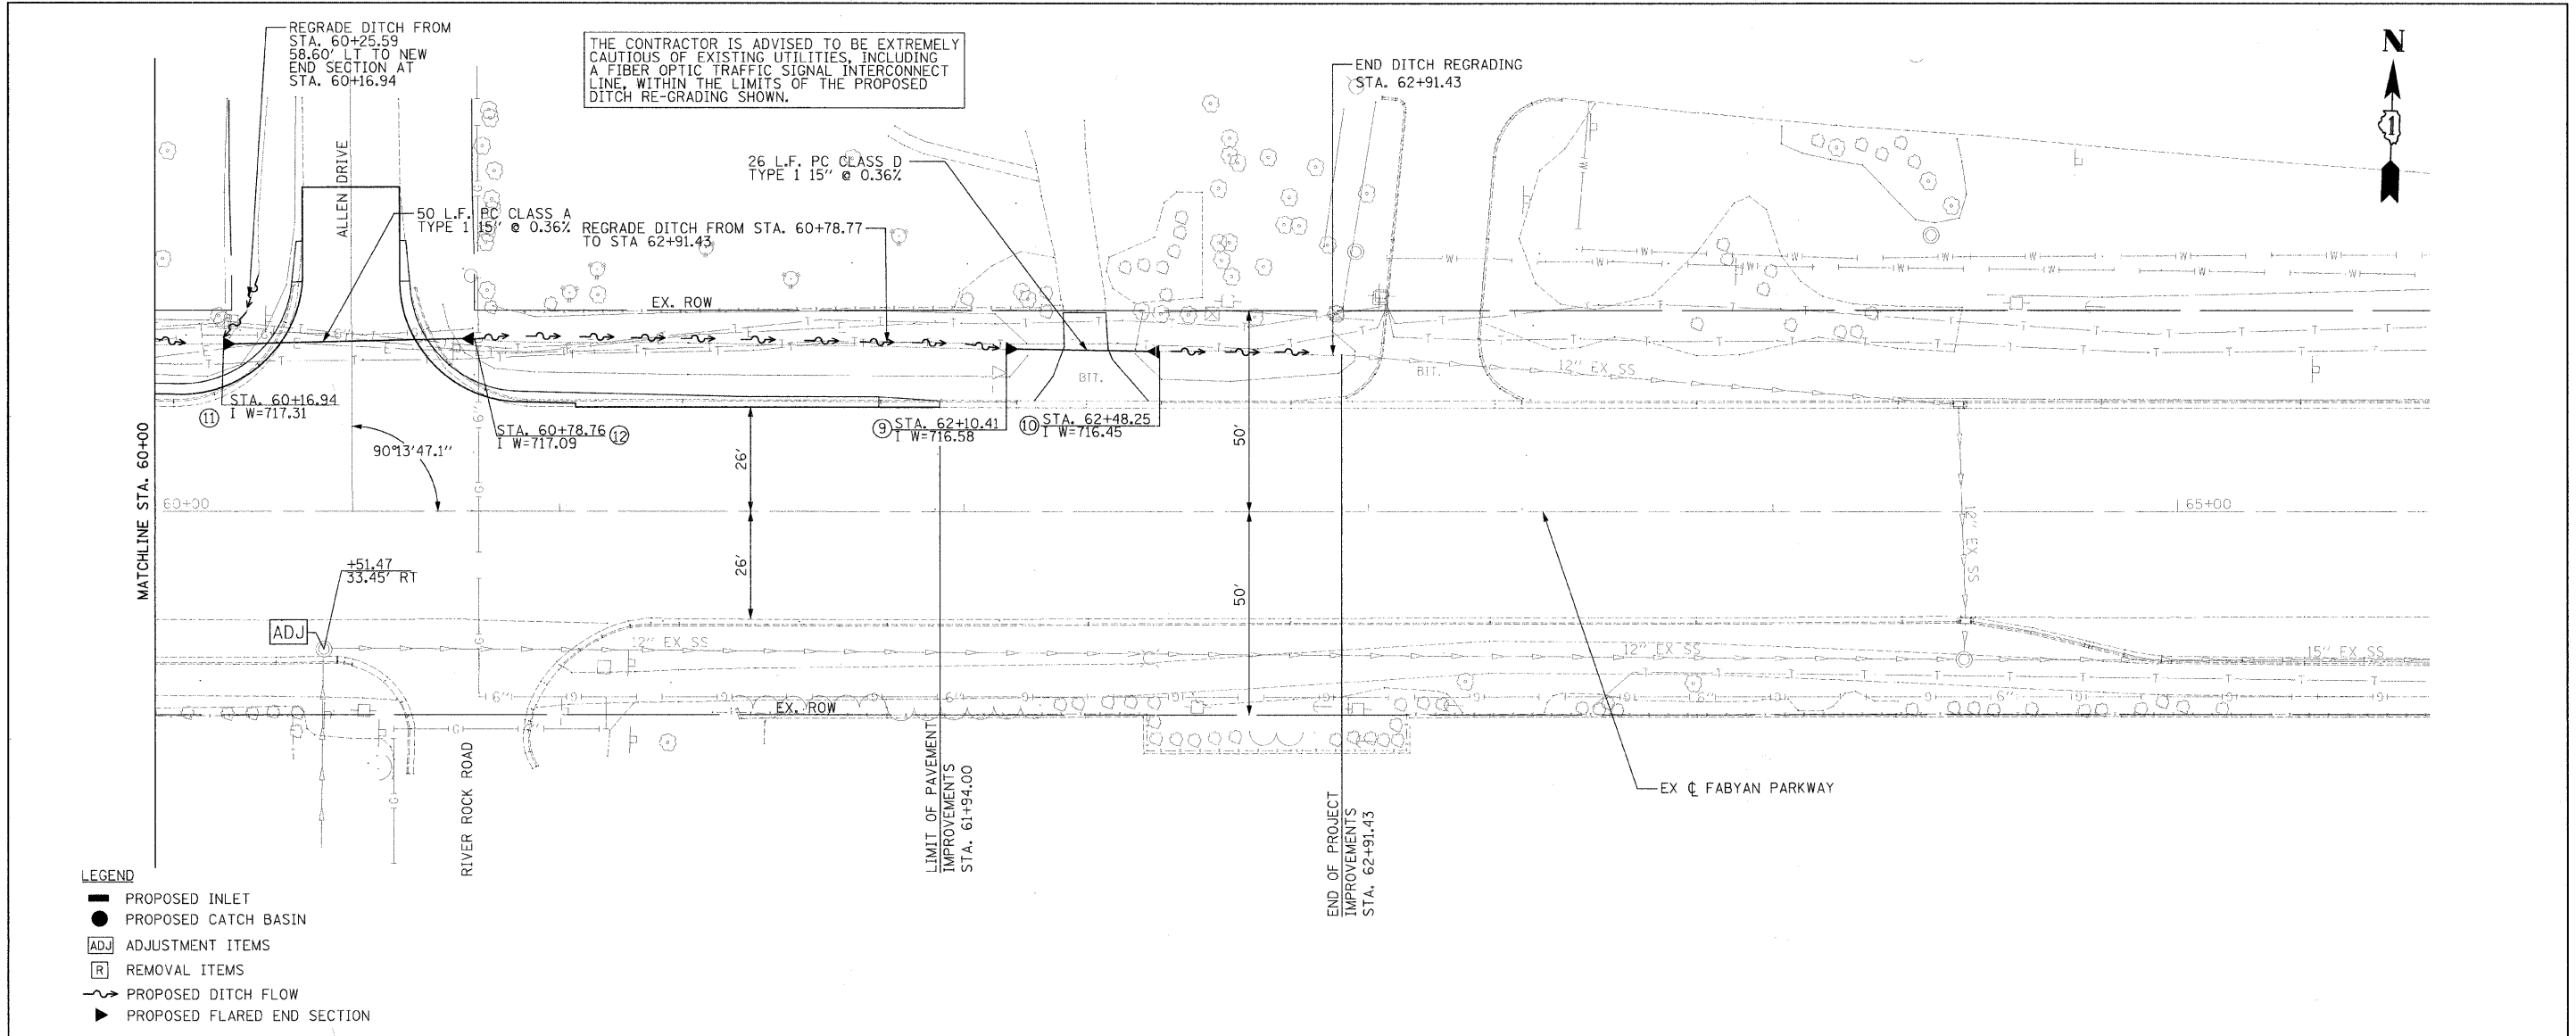 REGRADE DITCH FROM
STA. 60+25.59
58.60' LT TO NEW
END SECTION AT
STA. 60+16.94
THE CONTRACTOR IS ADVISED TO BE EXTREMELY
CAUTIOUS OF EXISTING UTILITIES, INCLUDING
A FIBER OPTIC TRAFFIC SIGNAL INTERCONNECT
LINE, WITHIN THE LIMITS OF THE PROPOSED
DITCH RE-GRADING SHOWN.
END DITCH REGRADING
STA. 62+91.43
N
1
ALLEN DRIVE
26 L.F. PC CLASS D
TYPE 1 15" @ 0.36%
50 L.F. PC CLASS A
TYPE 1 15" @ 0.36%
REGRADE DITCH FROM STA. 60+78.77
TO STA 62+91.43
EX. ROW
BIT.
BIT.
12" EX SS
11
STA. 60+16.94
I W=717.31
STA. 60+78.76
I W=717.09
12
9
STA. 62+10.41
I W=716.58
10
STA. 62+48.25
I W=716.45
90°13'47.1"
6"
G
26'
50'
MATCHLINE STA. 60+00
60+00
65+00
12" EX SS
26'
50'
+51.47
33.45' RT
ADJ
12" EX SS
12" EX SS
15" EX SS
6"
6"
6"
6"
EX. ROW
RIVER ROCK ROAD
LIMIT OF PAVEMENT
IMPROVEMENTS
STA. 61+94.00
END OF PROJECT
IMPROVEMENTS
STA. 62+91.43
EX ℄ FABYAN PARKWAY
LEGEND
PROPOSED INLET
PROPOSED CATCH BASIN
ADJ ADJUSTMENT ITEMS
R REMOVAL ITEMS
PROPOSED DITCH FLOW
PROPOSED FLARED END SECTION